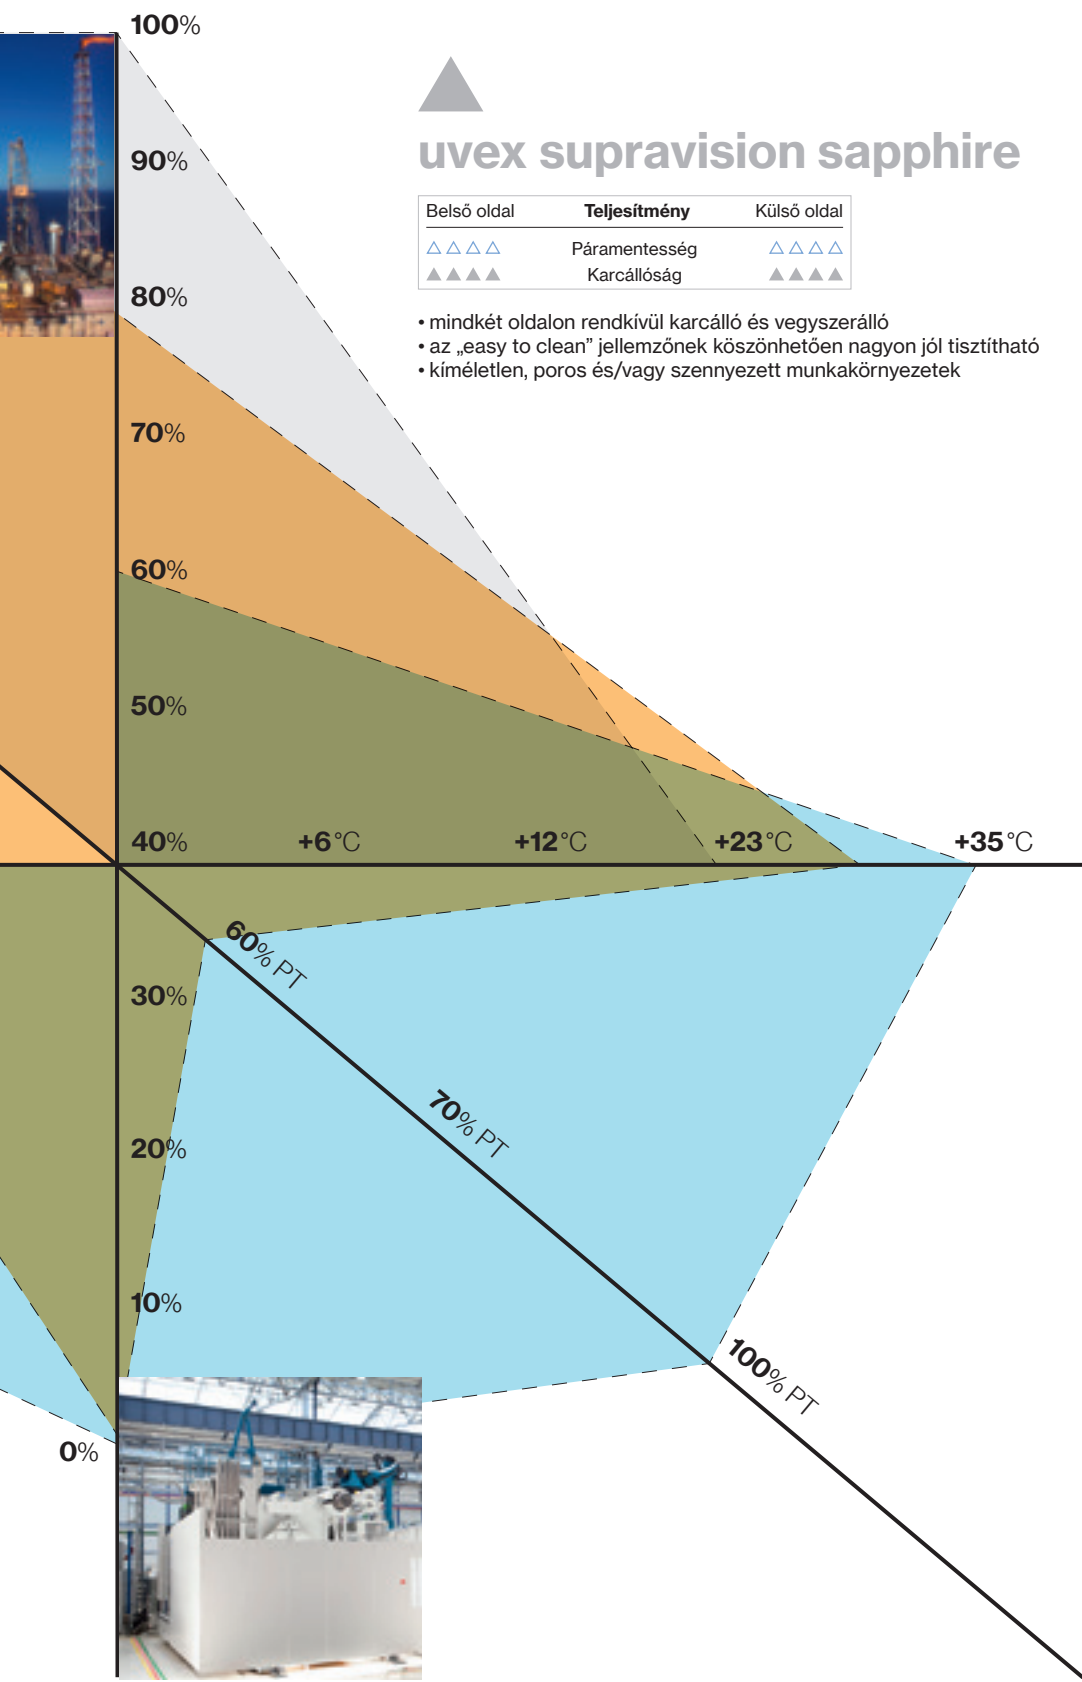 100%
uvex supravision sapphire
90%
Belső oldal Teljesítmény Külső oldal
Páramentesség
Karcállóság
80%
• mindkét oldalon rendkívül karcálló és vegyszerálló
• az „easy to clean” jellemzőnek köszönhetően nagyon jól tisztítható
• kíméletlen, poros és/vagy szennyezett munkakörnyezetek
70%
60%
50%
40% +6°C +12°C +23°C +35°C
60% PT
30%
70% PT
20%
10%
100% PT
0%